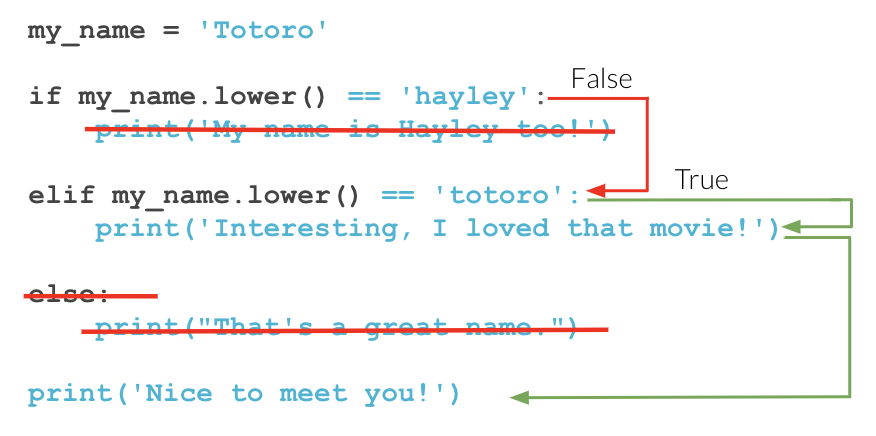 my_name = 'Totoro'
if my_name.lower() == 'hayley':
False
print('My name is Hayley too!')
elif my_name.lower() == 'totoro':
True
print('Interesting, I loved that movie!')
else:
print("That's a great name.")
print('Nice to meet you!')